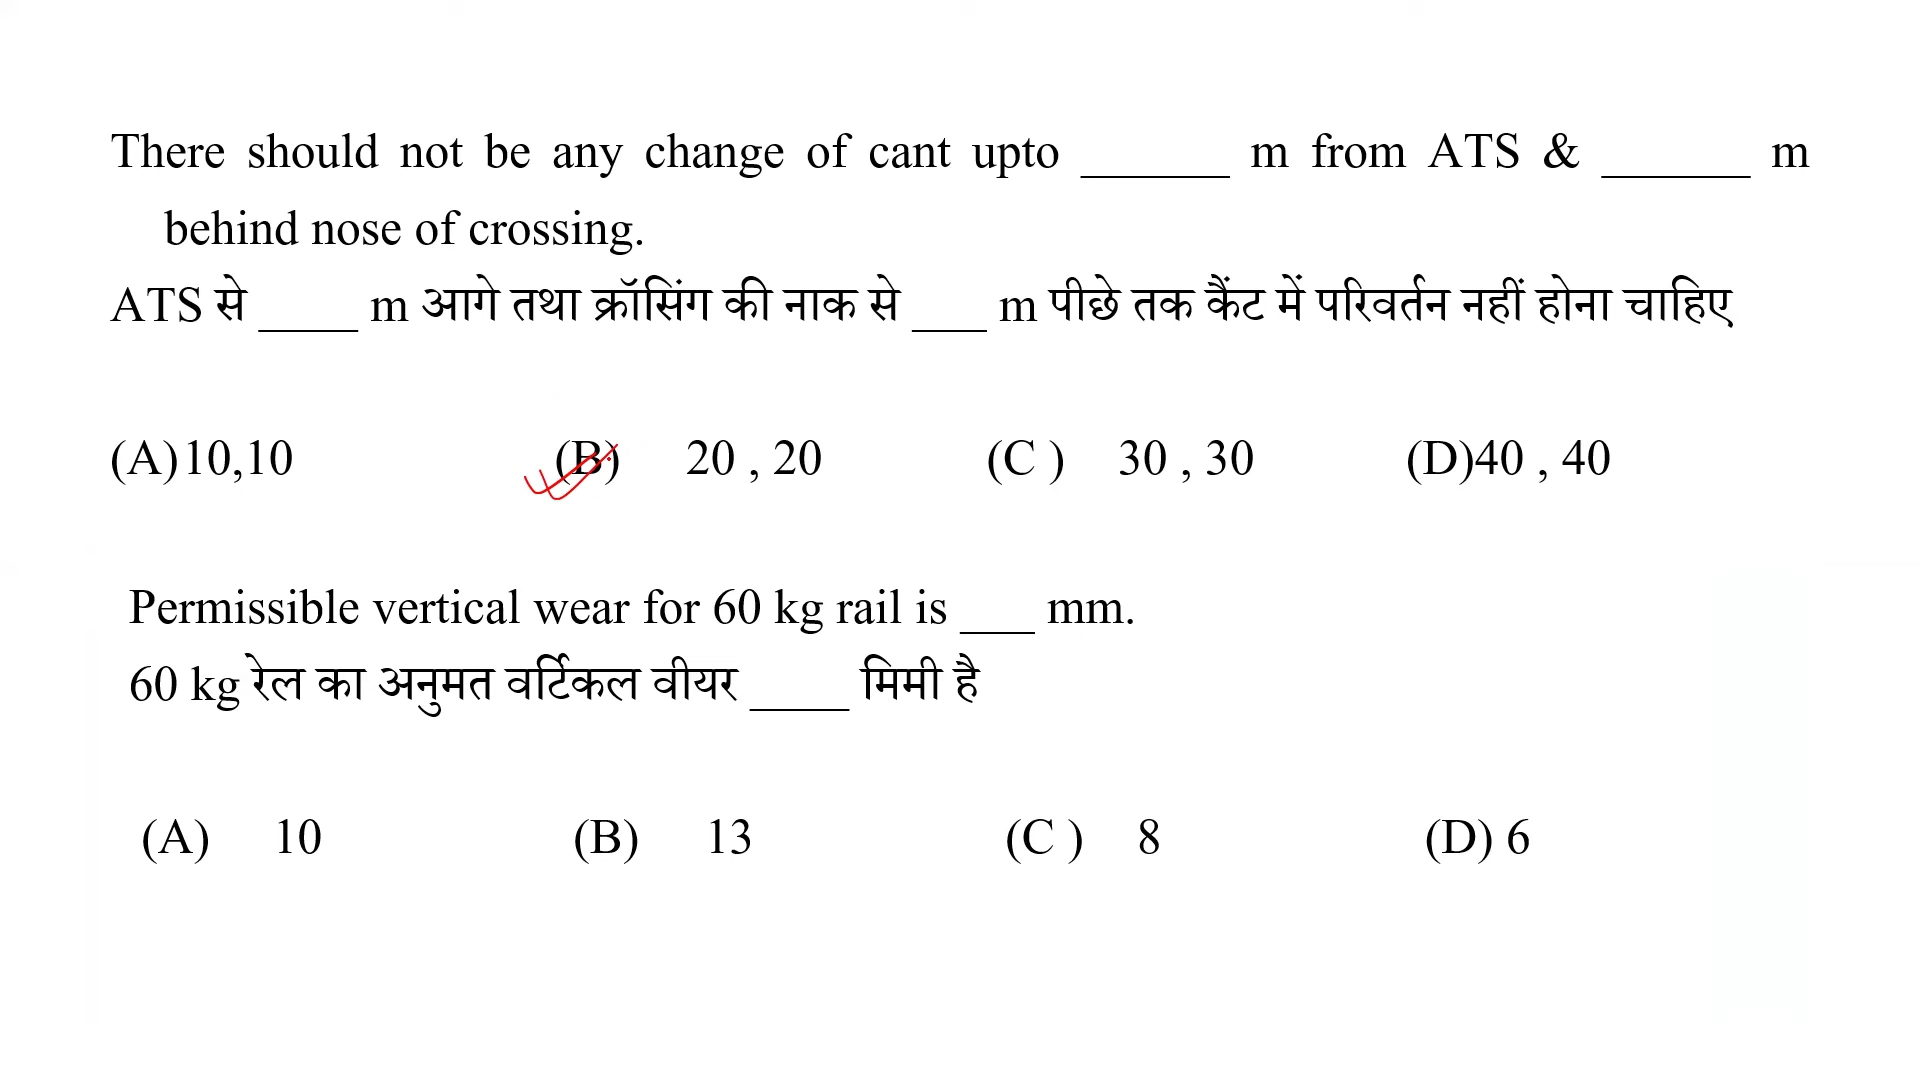 There should not be any change of cant upto ______ m from ATS & ______ m
behind nose of crossing.
ATS से ____ m आगे तथा क्रॉसिंग की नाक से ___ m पीछे तक कैंट में परिवर्तन नहीं होना चाहिए
(A)10,10 (B) 20 , 20 (C ) 30 , 30 (D)40 , 40
Permissible vertical wear for 60 kg rail is ___ mm.
60 kg रेल का अनुमत वर्टिकल वीयर ____ मिमी है
(A) 10 (B) 13 (C ) 8 (D) 6